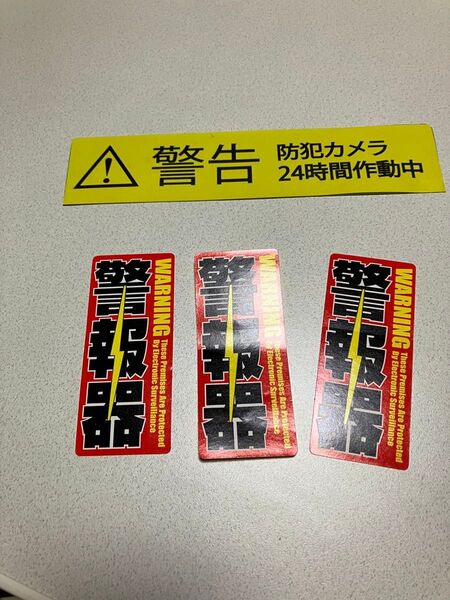 警告
防犯カメラ
24時間作動中
警報器
WARNING
These Premises Are Protected
By Electronic Surveillance
警報器
WARNING
These Premises Are Protected
By Electronic Surveillance
警報器
WARNING
These Premises Are Protected
By Electronic Surveillance